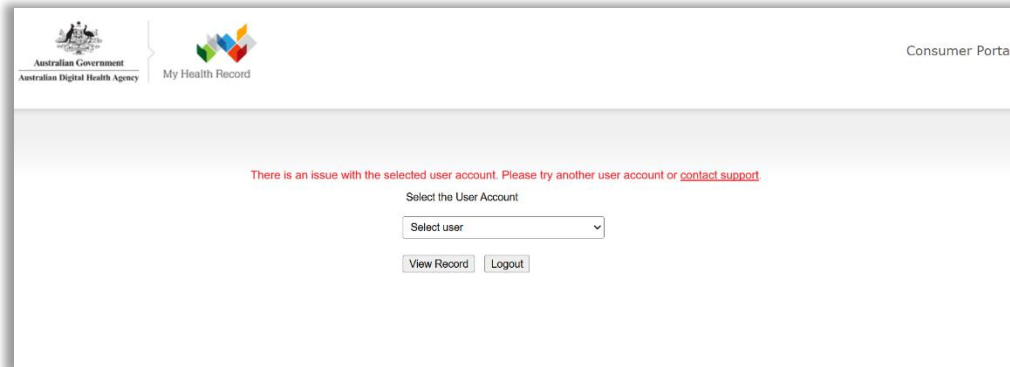 Australian Government
Australian Digital Health Agency
My Health Record
Consumer Porta
There is an issue with the selected user account. Please try another user account or contact support.
Select the User Account
Select user
View Record Logout